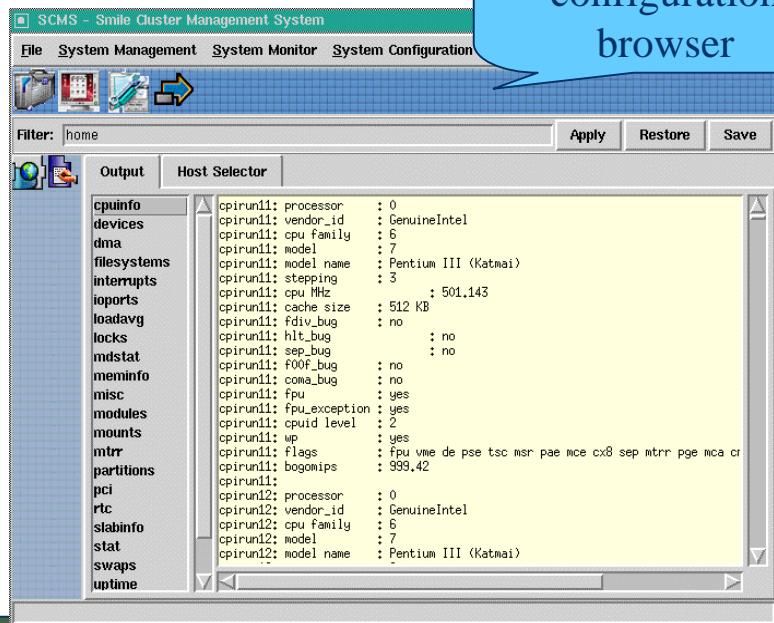 configuration
browser
SCMS - Smile Cluster Management System
File System Management System Monitor System Configuration
Filter: home Apply Restore Save
Output Host Selector
cpuinfo
devices
dma
filesystems
interrupts
ioports
loadavg
locks
mdstat
meminfo
misc
modules
mounts
mtrr
partitions
pci
rtc
slabinfo
stat
swaps
uptime
cpirun11: processor : 0
cpirun11: vendor_id : GenuineIntel
cpirun11: cpu family : 6
cpirun11: model : 7
cpirun11: model name : Pentium III (Katmai)
cpirun11: stepping : 3
cpirun11: cpu MHz : 501.143
cpirun11: cache size : 512 KB
cpirun11: fdiv_bug : no
cpirun11: hlt_bug : no
cpirun11: sep_bug : no
cpirun11: f00f_bug : no
cpirun11: coma_bug : no
cpirun11: fpu : yes
cpirun11: fpu_exception : yes
cpirun11: cpuid level : 2
cpirun11: wp : yes
cpirun11: flags : fpu vme de pse tsc msr pae mce cx8 sep mtrr pge mca
cpirun11: bogomips : 999.42
cpirun11:
cpirun12: processor : 0
cpirun12: vendor_id : GenuineIntel
cpirun12: cpu family : 6
cpirun12: model : 7
cpirun12: model name : Pentium III (Katmai)